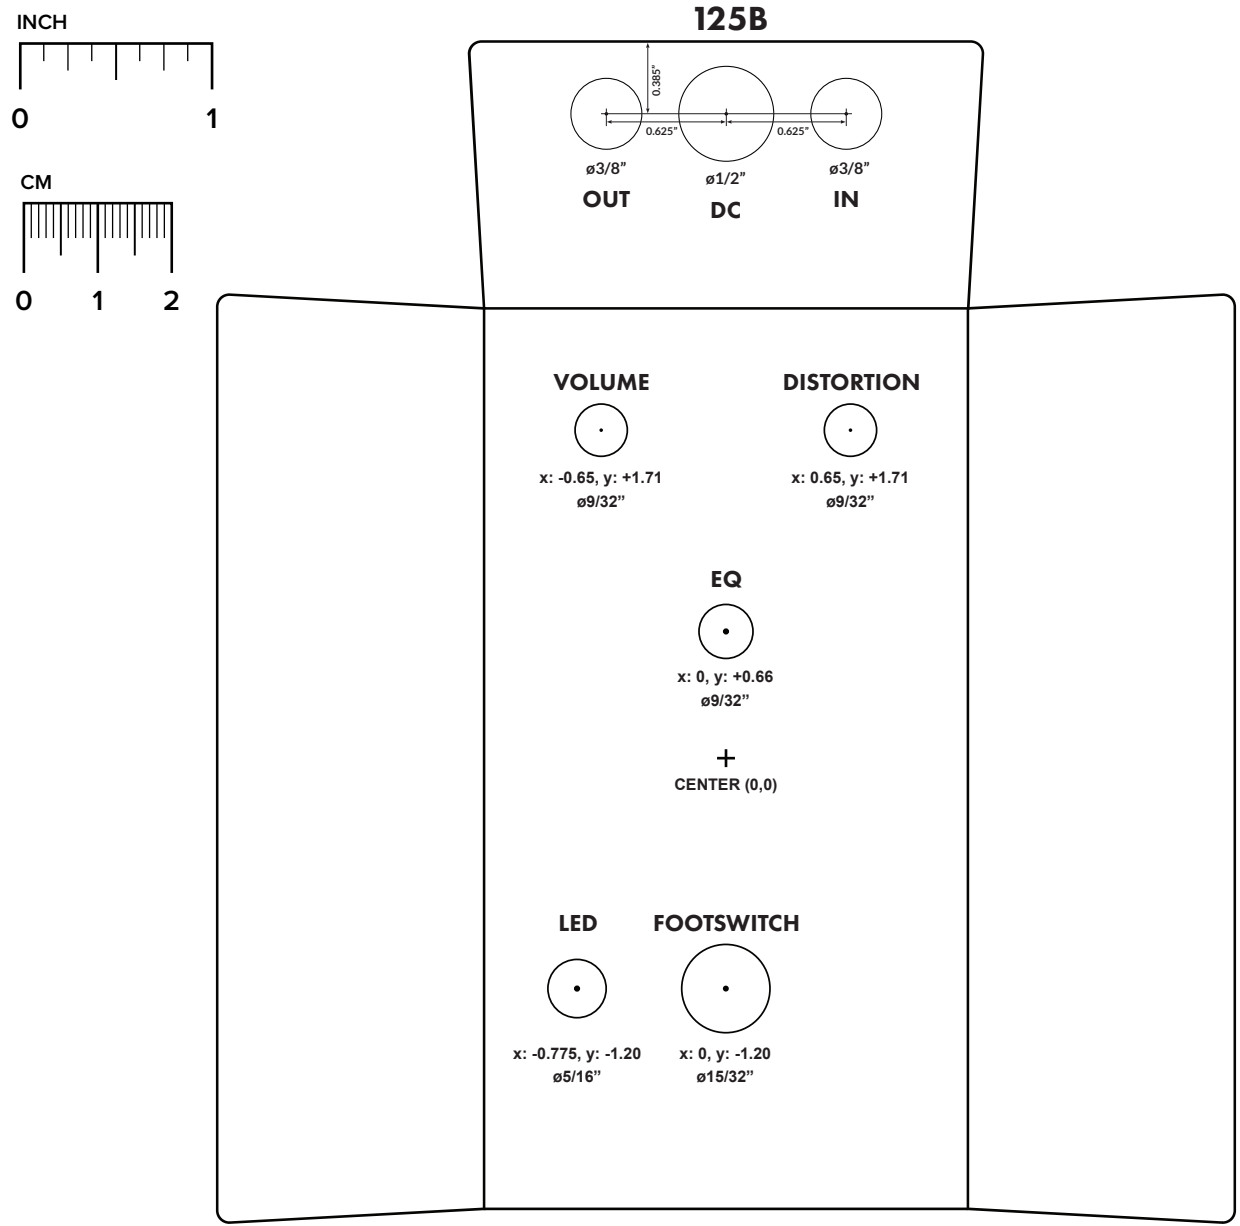 125B
INCH
0 1
CM
0 1 2
0.385”
0.625” 0.625”
ø3/8” ø1/2” ø3/8”
OUT DC IN
VOLUME DISTORTION
x: -0.65, y: +1.71 x: 0.65, y: +1.71
ø9/32” ø9/32”
EQ
x: 0, y: +0.66
ø9/32”
CENTER (0,0)
LED FOOTSWITCH
x: -0.775, y: -1.20 x: 0, y: -1.20
ø5/16” ø15/32”